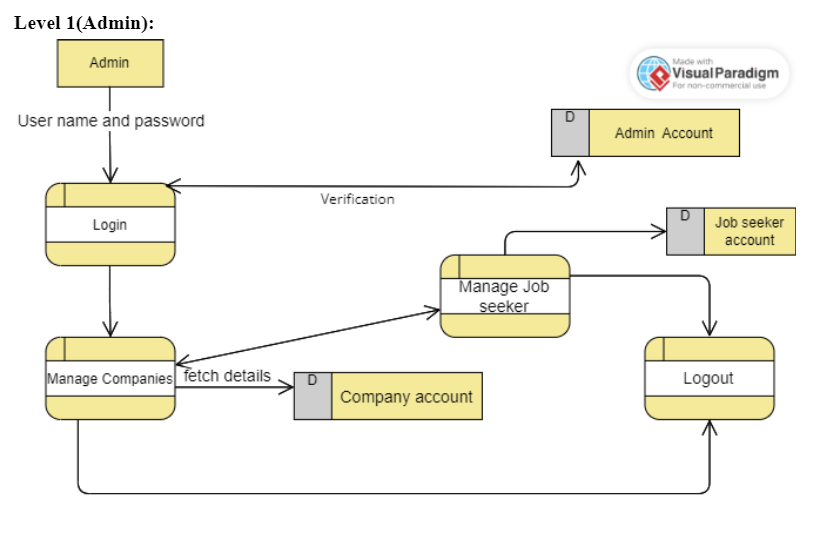 Level 1(Admin):
Admin
Made with
Visual Paradigm
For non-commercial use
User name and password
D
Admin Account
Verification
Login
D
Job seeker
account
Manage Job
seeker
Manage Companies
fetch details
D
Company account
Logout